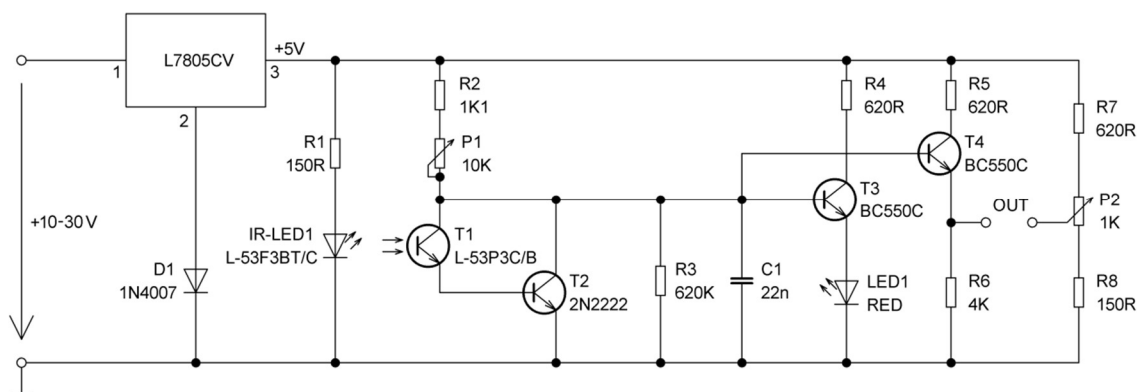 L7805CV
+5V
1
3
2
+10-30V
D1
1N4007
R1
150R
IR-LED1
L-53F3BT/C
R2
1K1
P1
10K
T1
L-53P3C/B
T2
2N2222
R3
620K
C1
22n
R4
620R
T3
BC550C
LED1
RED
R5
620R
T4
BC550C
OUT
R6
4K
R7
620R
P2
1K
R8
150R